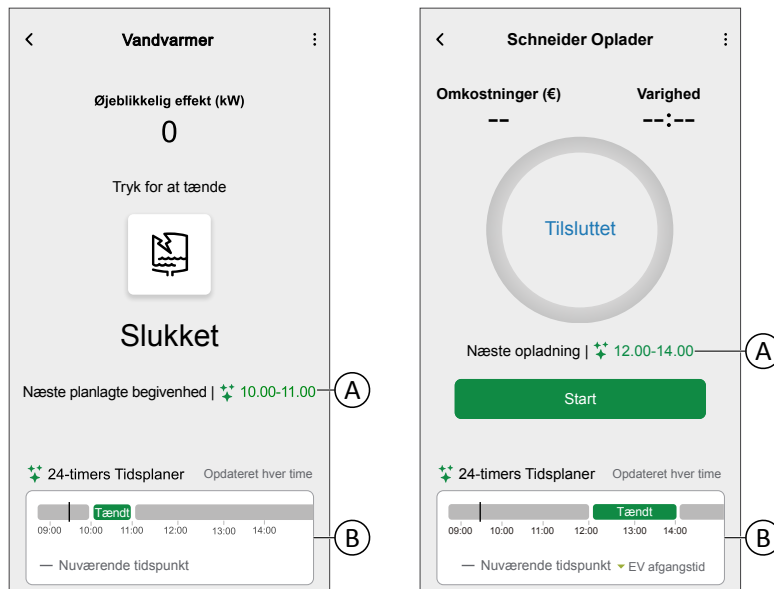 Vandvarmer
Øjeblikkelig effekt (kW)
0
Tryk for at tænde
Slukket
Næste planlagte begivenhed | 10.00-11.00
A
24-timers Tidsplaner Opdateret hver time
Tændt
09:00 10:00 11:00 12:00 13:00 14:00
— Nuværende tidspunkt
B
Schneider Oplader
Omkostninger (€) Varighed
-- --:--
Tilsluttet
Næste opladning | 12.00-14.00
A
Start
24-timers Tidsplaner Opdateret hver time
Tændt
09:00 10:00 11:00 12:00 13:00 14:00
— Nuværende tidspunkt EV afgangstid
B